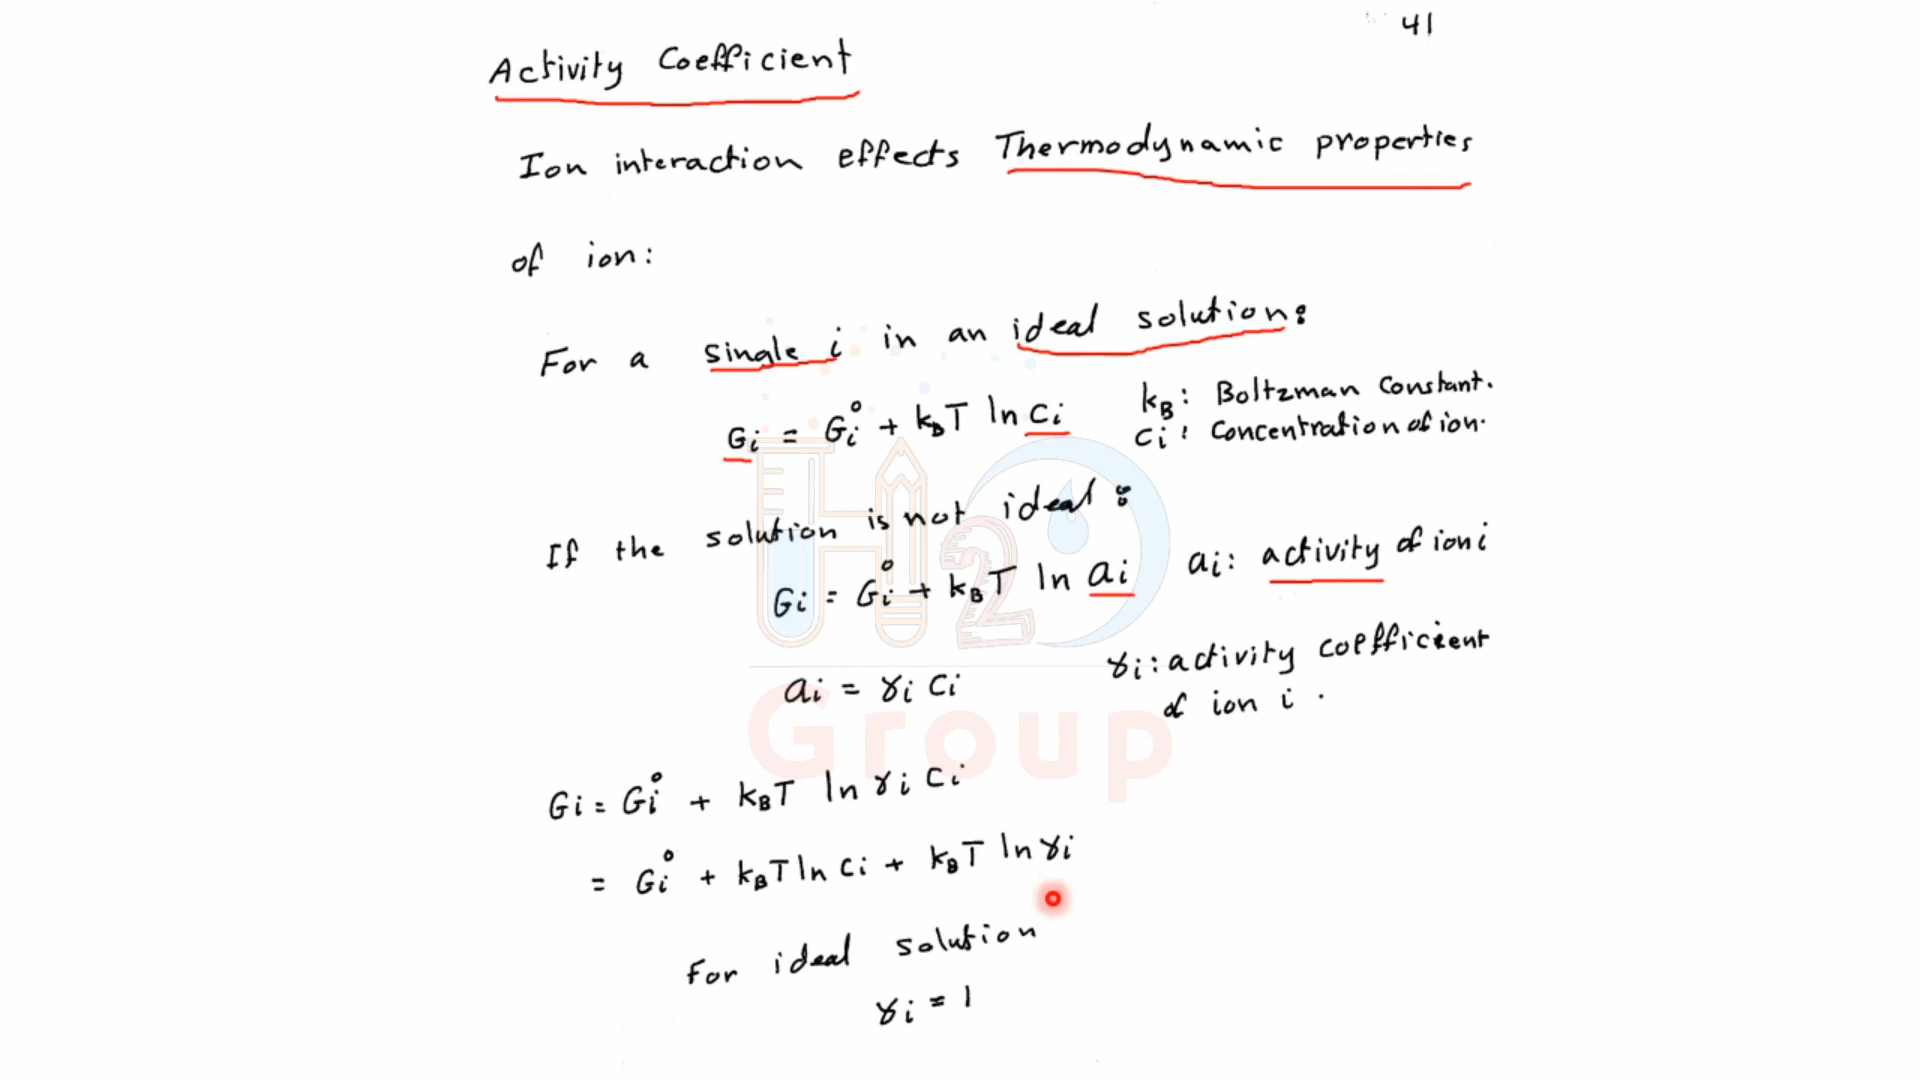 41
Activity Coefficient
Ion interaction effects Thermodynamic properties
of ion:
For a single i in an ideal solution:
Gi = Gi° + kBT ln Ci
kB: Boltzman Constant.
Ci: Concentration of ion.
If the solution is not ideal:
Gi = Gi° + kBT ln ai
ai: activity of ion i
ai = γi Ci
γi: activity coefficient
of ion i.
Gi = Gi° + kBT ln γi Ci
= Gi° + kBT ln Ci + kBT ln γi
For ideal solution
γi = 1
H2O
Group